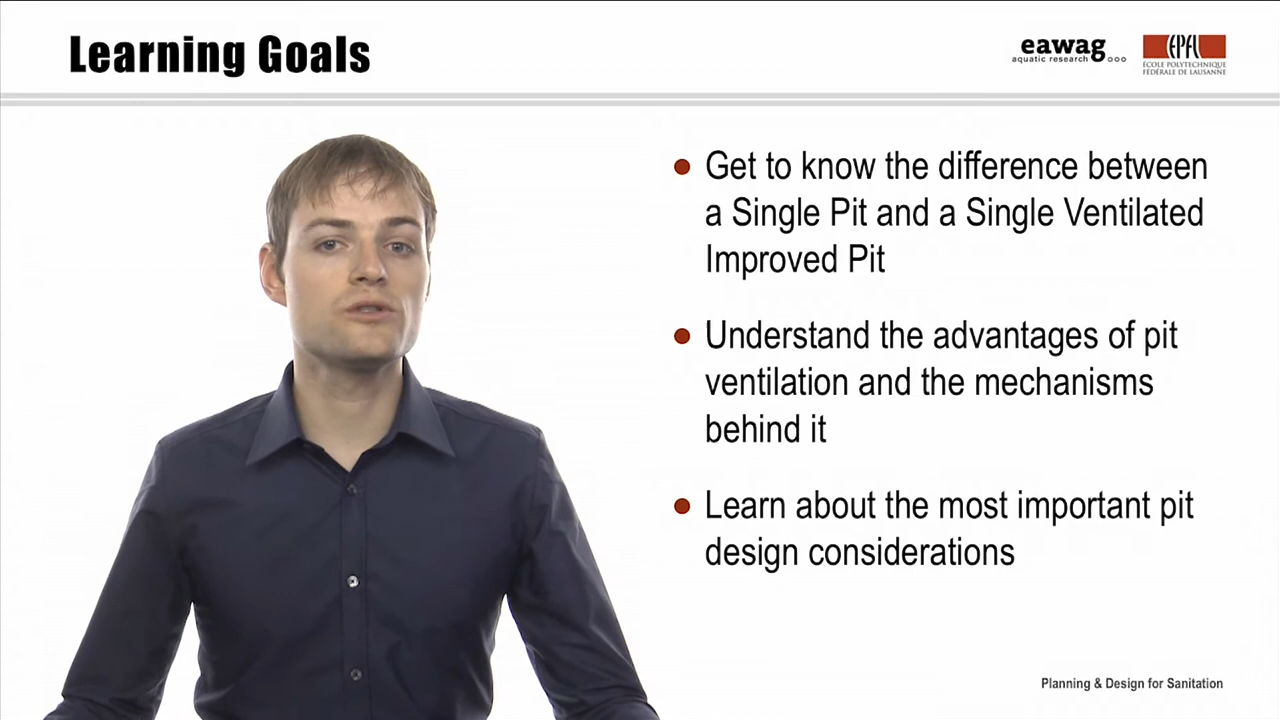 Learning Goals
eawag
aquatic research
EPFL
ÉCOLE POLYTECHNIQUE
FÉDÉRALE DE LAUSANNE
Get to know the difference between
a Single Pit and a Single Ventilated
Improved Pit
Understand the advantages of pit
ventilation and the mechanisms
behind it
Learn about the most important pit
design considerations
Planning & Design for Sanitation